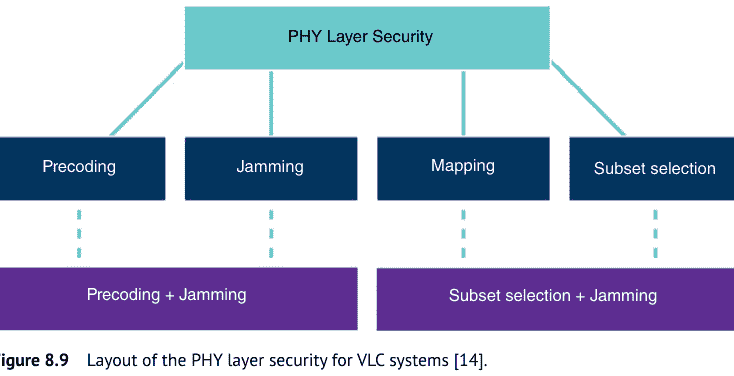 PHY Layer Security
Precoding
Jamming
Mapping
Subset selection
Precoding + Jamming
Subset selection + Jamming
igure 8.9 Layout of the PHY layer security for VLC systems [14].